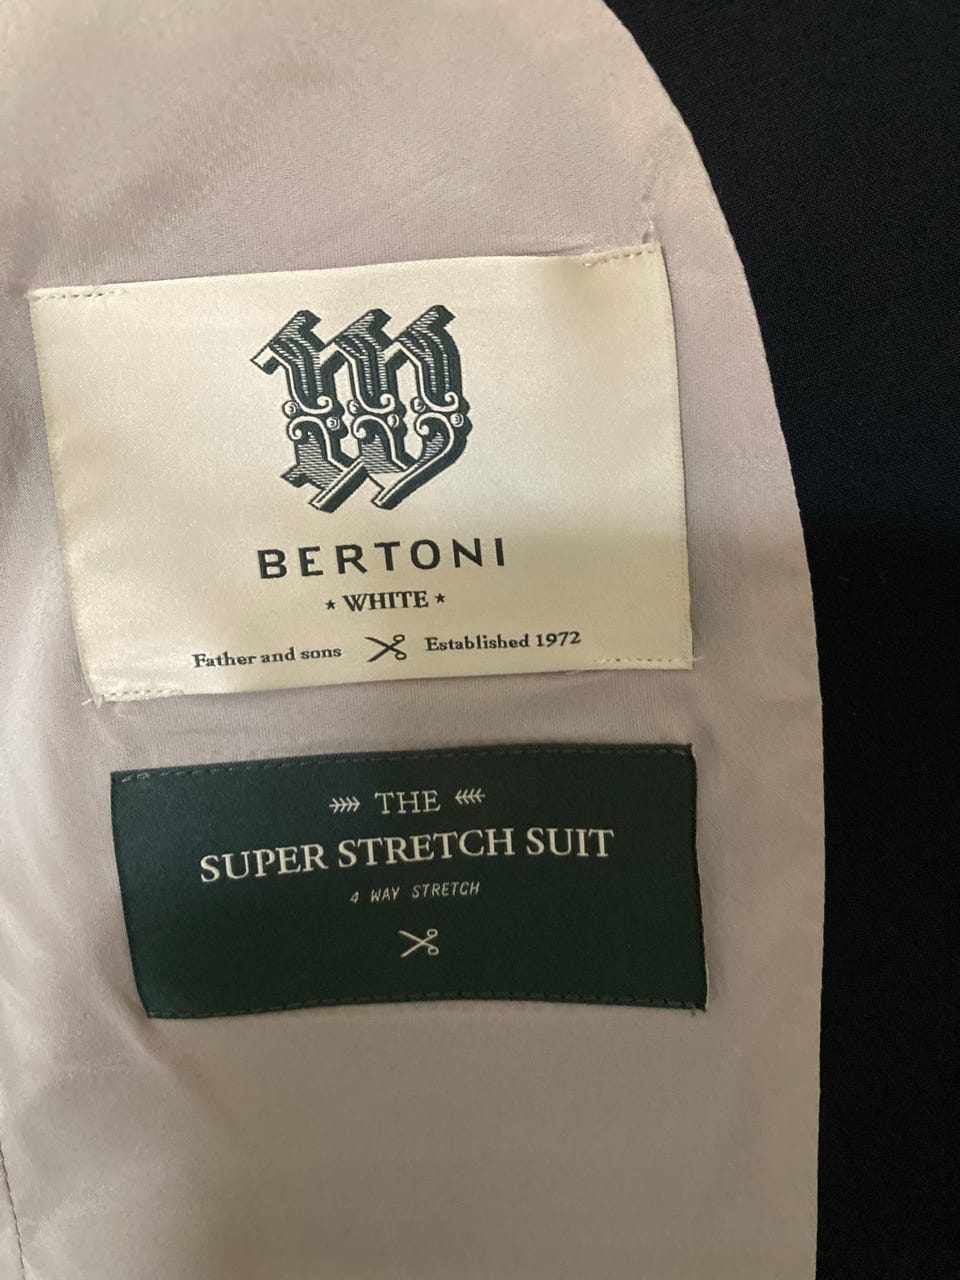 W
BERTONI
* WHITE *
Father and sons Established 1972
THE
SUPER STRETCH SUIT
4 WAY STRETCH